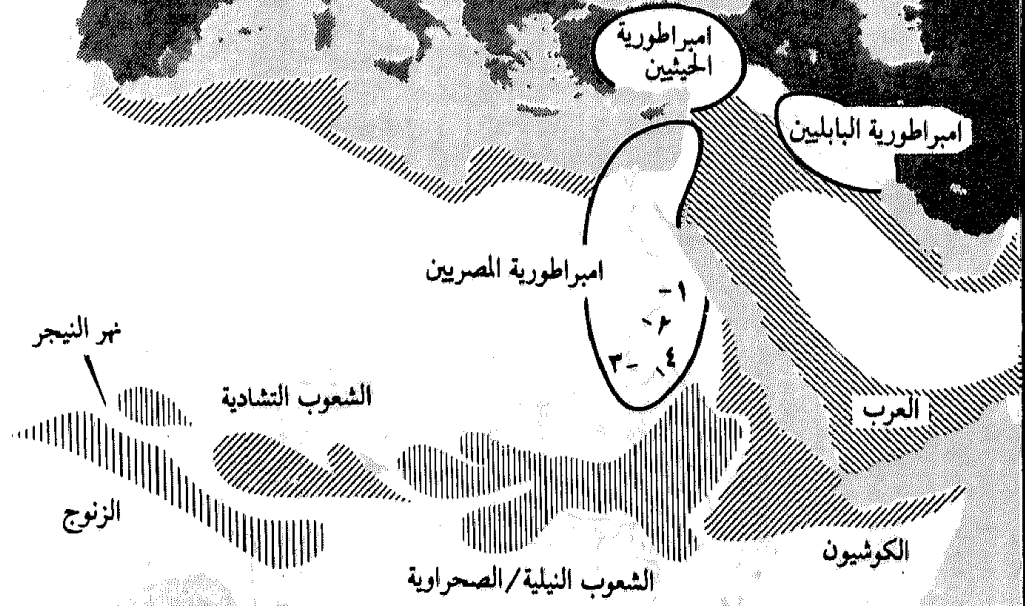 امبراطورية
الحيثيين
امبراطورية البابليين
امبراطورية المصريين
١-
٢-
٣-
٤-
نهر النيجر
الشعوب التشادية
العرب
الزنوج
الكوشيون
الشعوب النيلية/الصحراوية